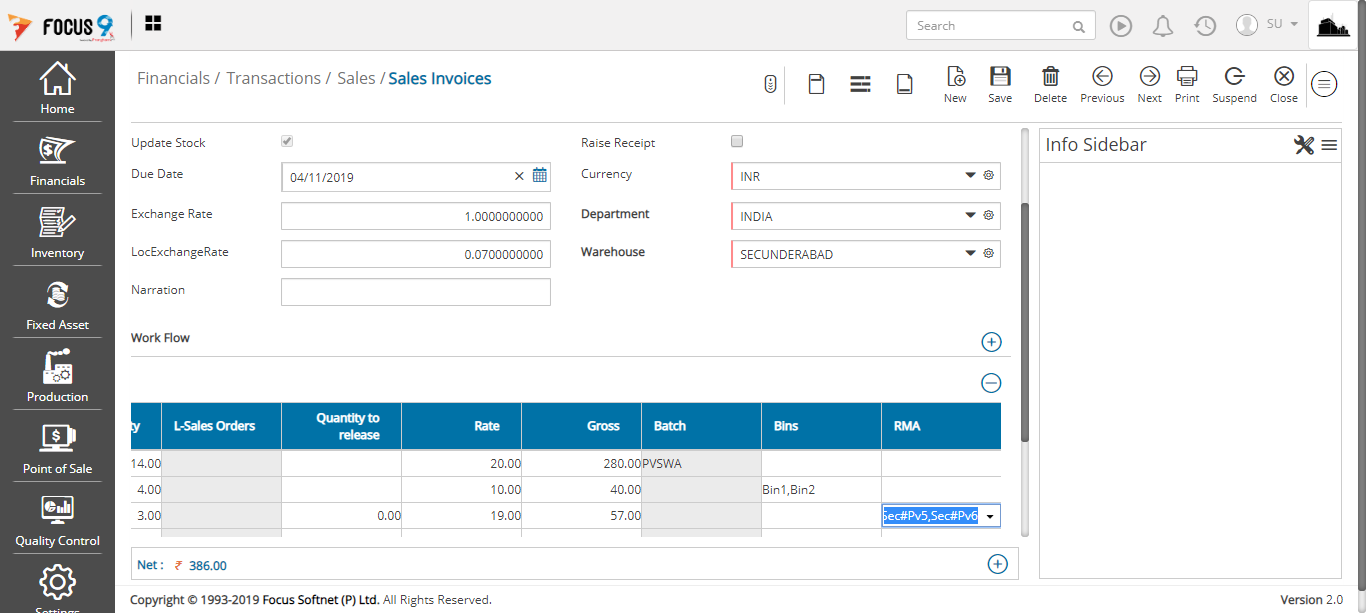 FOCUS 9
Search
SU
Home
Financials
Inventory
Fixed Asset
Production
Point of Sale
Quality Control
Settings
Financials / Transactions / Sales / Sales Invoices
New Save Delete Previous Next Print Suspend Close
Update Stock
Raise Receipt
Due Date 04/11/2019
Currency INR
Exchange Rate 1.0000000000
Department INDIA
LocExchangeRate 0.0700000000
Warehouse SECUNDERABAD
Narration
Work Flow
ty L-Sales Orders Quantity to release Rate Gross Batch Bins RMA
14.00 20.00 280.00 PVSWA
4.00 10.00 40.00 Bin1,Bin2
3.00 0.00 19.00 57.00 Sec#Pv5,Sec#Pv6
Net : ₹ 386.00
Info Sidebar
Copyright © 1993-2019 Focus Softnet (P) Ltd. All Rights Reserved.
Version 2.0